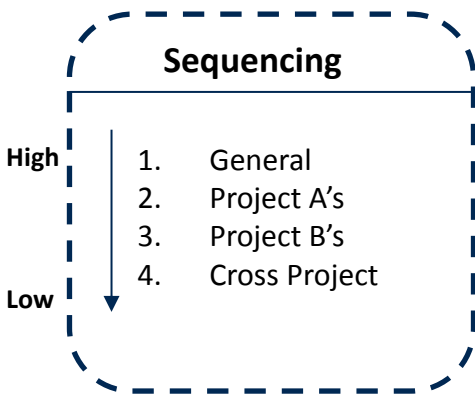 Sequencing
High
1. General
2. Project A’s
3. Project B’s
4. Cross Project
Low